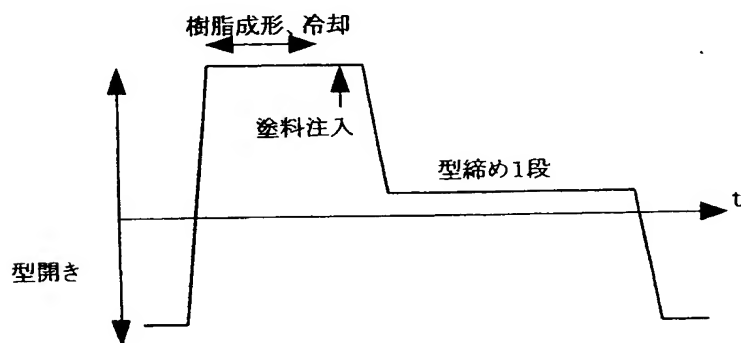 樹脂成形、冷却
塗料注入
型締め1段
t
型開き